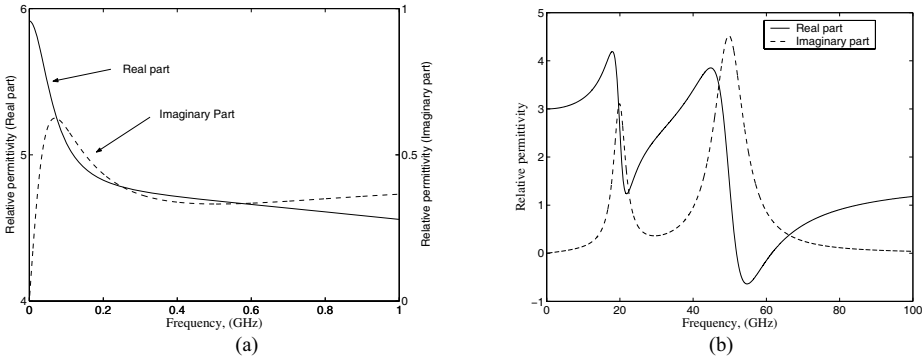 6
5
4
Relative permittivity (Real part)
1
0.5
0
Relative permittivity (Imaginary part)
Real part
Imaginary Part
0
0.2
0.4
0.6
0.8
1
Frequency, (GHz)
(a)
5
4
3
2
1
0
−1
Relative permittivity
Real part
Imaginary part
0
20
40
60
80
100
Frequency, (GHz)
(b)